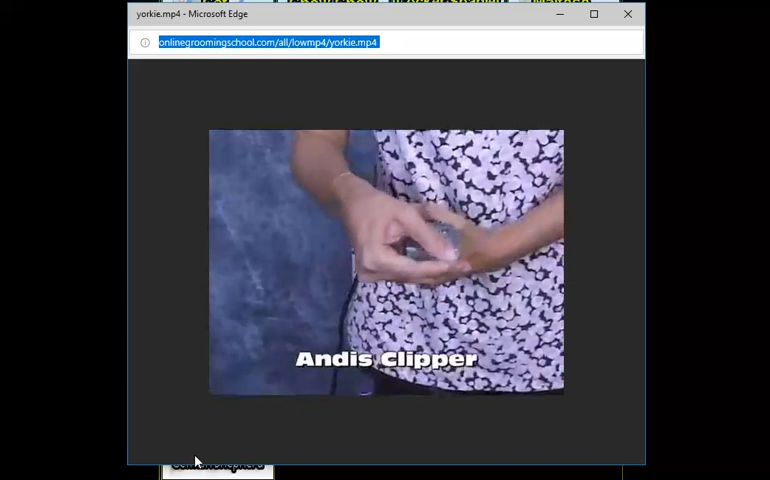 yorkie.mp4 - Microsoft Edge
onlinegroomingschool.com/all/lowmp4/yorkie.mp4
Andis Clipper